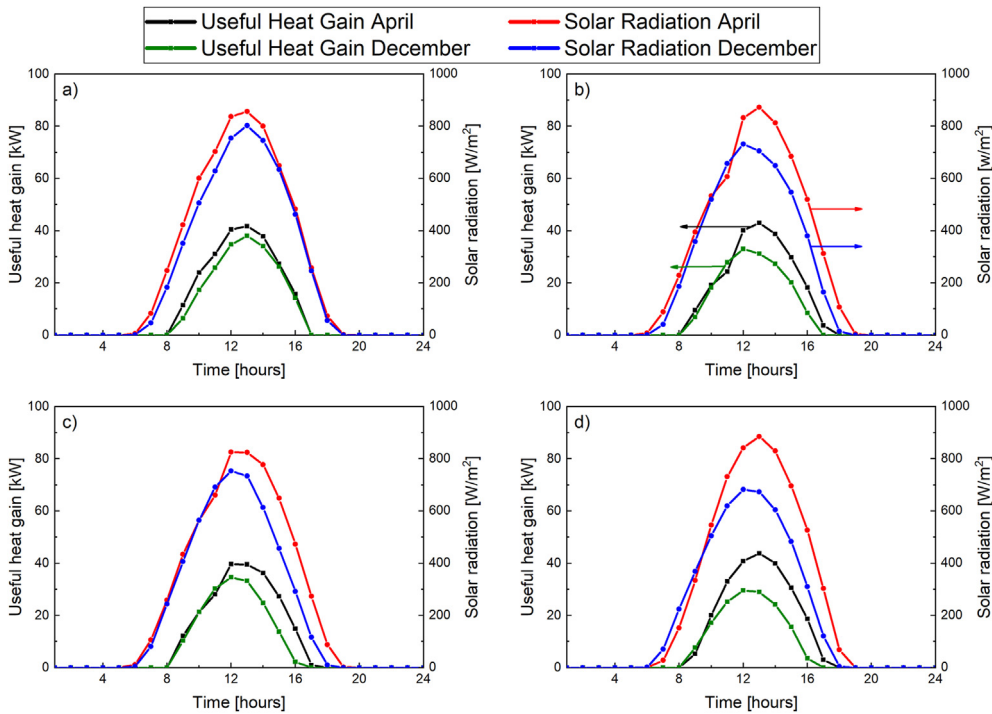 Useful Heat Gain April Solar Radiation April
Useful Heat Gain December Solar Radiation December
a)
Useful heat gain [kW]
100
80
60
40
20
0
Solar radiation [W/m²]
1000
800
600
400
200
0
4 8 12 16 20 24
Time [hours]
b)
Useful heat gain [kW]
100
80
60
40
20
0
Solar radiation [W/m²]
1000
800
600
400
200
0
4 8 12 16 20 24
Time [hours]
c)
Useful heat gain [kW]
100
80
60
40
20
0
Solar radiation [W/m²]
1000
800
600
400
200
0
4 8 12 16 20 24
Time [hours]
d)
Useful heat gain [kW]
100
80
60
40
20
0
Solar radiation [W/m²]
1000
800
600
400
200
0
4 8 12 16 20 24
Time [hours]